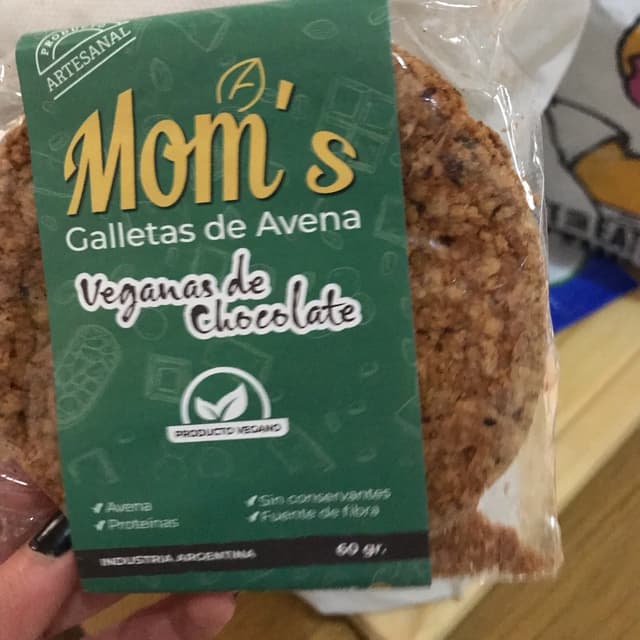 ARTESANAL
Mom's
Galletas de Avena
Veganas de
Chocolate
PRODUCTO VEGANO
✓ Avena
✓ Proteinas
✓ Sin conservantes
✓ Fuente de fibra
INDUSTRIA ARGENTINA
60 gr.